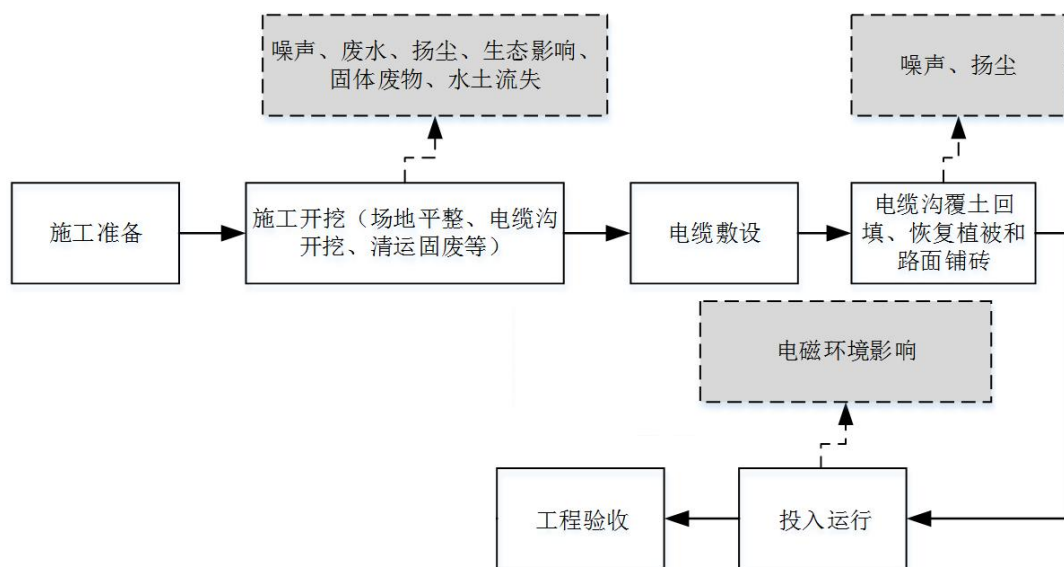 噪声、废水、扬尘、生态影响、
固体废物、水土流失
噪声、扬尘
施工准备
施工开挖（场地平整、电缆沟
开挖、清运固废等）
电缆敷设
电缆沟覆土回
填、恢复植被和
路面铺砖
电磁环境影响
工程验收
投入运行